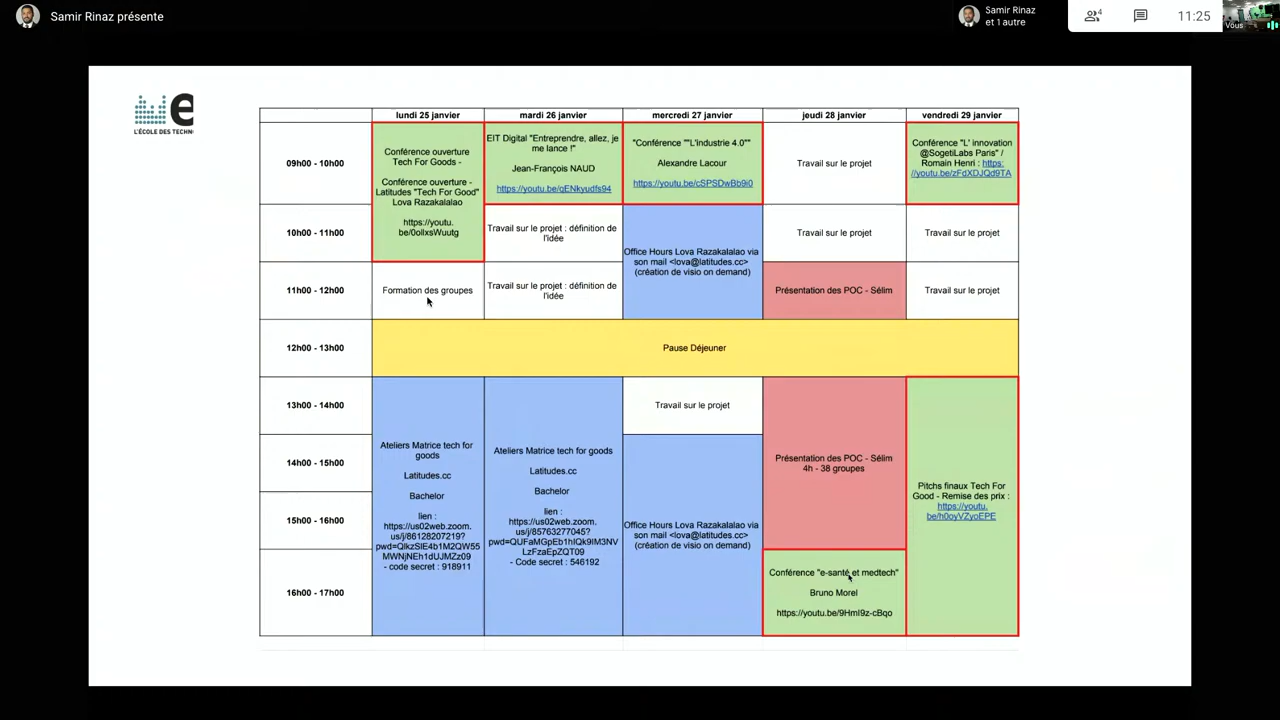 Samir Rinaz présente
Samir Rinaz
et 1 autre
4
11:25
Vous
e
L'ÉCOLE DES TECHN
lundi 25 janvier
mardi 26 janvier
mercredi 27 janvier
jeudi 28 janvier
vendredi 29 janvier
09h00 - 10h00
Conférence ouverture
Tech For Goods -
Conférence ouverture -
Latitudes "Tech For Good"
Lova Razakalalao
https://youtu.
be/0ollxsWuutg
EIT Digital "Entreprendre, allez, je
me lance !"
Jean-François NAUD
https://youtu.be/qENkyudfs94
"Conférence ""L'industrie 4.0""
Alexandre Lacour
https://youtu.be/cSPSDwBb9i0
Travail sur le projet
Conférence "L' innovation
@SogetiLabs Paris" /
Romain Henri : https:
//youtu.be/zFdXDJQd9TA
10h00 - 11h00
Travail sur le projet : définition de
l'idée
Office Hours Lova Razakalalao via
son mail <lova@latitudes.cc>
(création de visio on demand)
Travail sur le projet
Travail sur le projet
11h00 - 12h00
Formation des groupes
Travail sur le projet : définition de
l'idée
Présentation des POC - Sélim
Travail sur le projet
12h00 - 13h00
Pause Déjeuner
13h00 - 14h00
14h00 - 15h00
15h00 - 16h00
16h00 - 17h00
Ateliers Matrice tech for
goods
Latitudes.cc
Bachelor
lien :
https://us02web.zoom.
us/j/86128207219?
pwd=QlkzSlE4b1M2QW55
MWNjNEh1dUJMZz09
- code secret : 918911
Ateliers Matrice tech for goods
Latitudes.cc
Bachelor
lien :
https://us02web.zoom.
us/j/85763277045?
pwd=QUFaMGpEb1hIQk9IM3NV
LzFzaEpZQT09
- Code secret : 546192
Travail sur le projet
Office Hours Lova Razakalalao via
son mail <lova@latitudes.cc>
(création de visio on demand)
Présentation des POC - Sélim
4h - 38 groupes
Conférence "e-santé et medtech"
Bruno Morel
https://youtu.be/9HmI9z-cBqo
Pitchs finaux Tech For
Good - Remise des prix :
https://youtu.
be/h0oyVZyoEPE